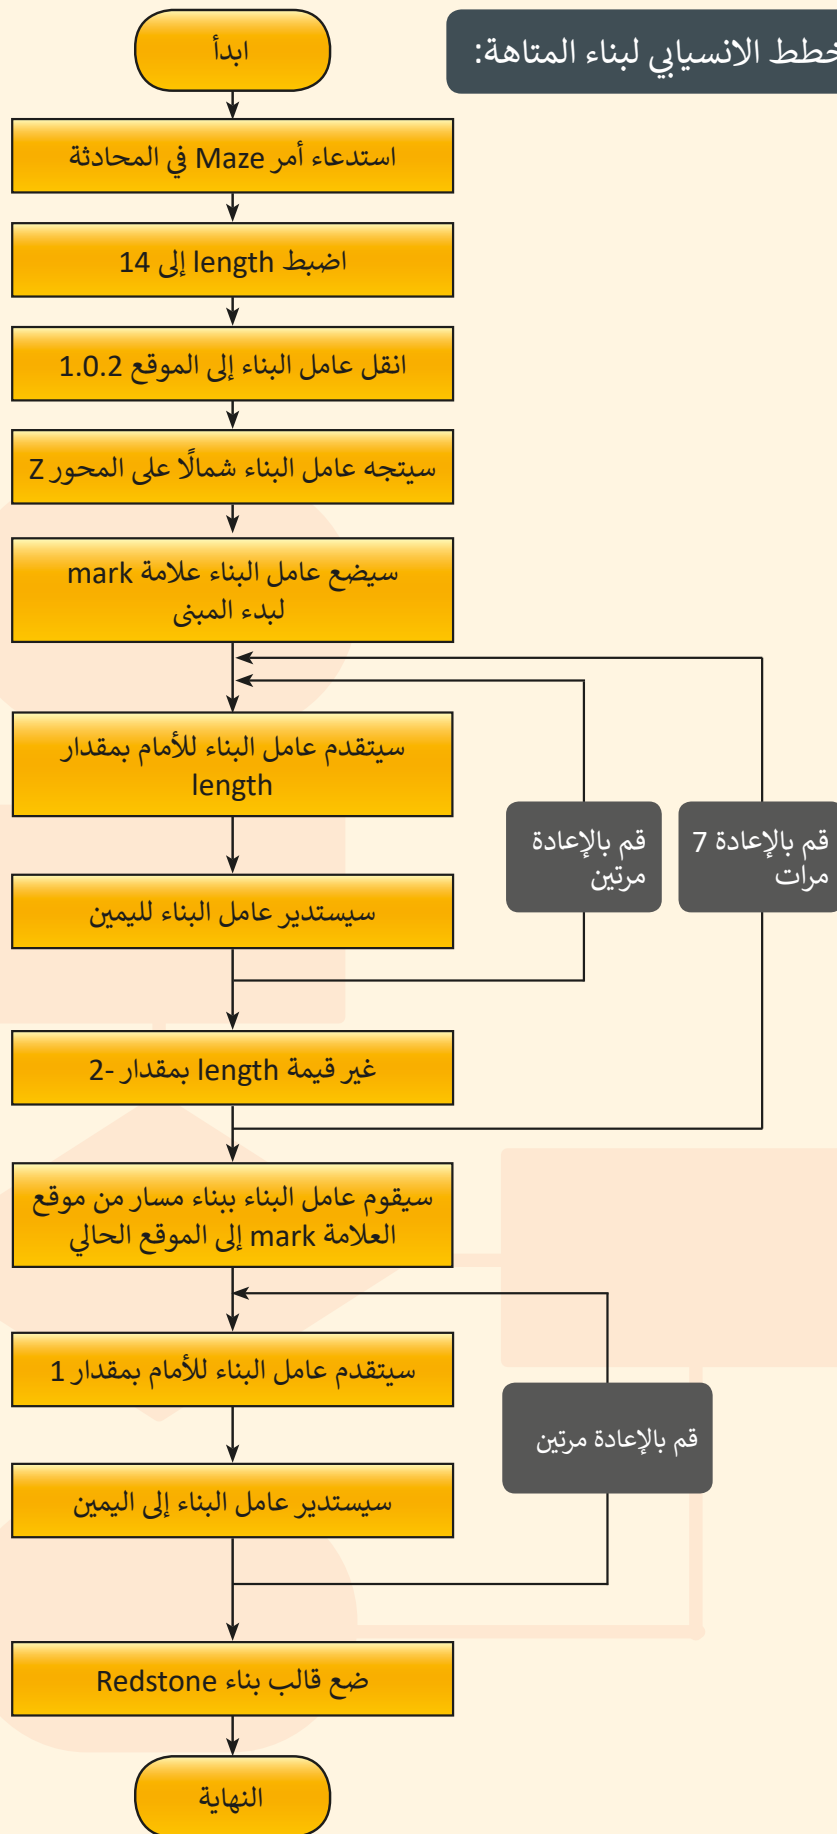 خطط الانسيابي لبناء المتاهة:
ابدأ
استدعاء أمر Maze في المحادثة
اضبط length إلى 14
انقل عامل البناء إلى الموقع 1.0.2
سيتجه عامل البناء شمالًا على المحور Z
سيضع عامل البناء علامة mark
لبدء المبنى
سيتقدم عامل البناء للأمام بمقدار
length
قم بالإعادة
مرتين
قم بالإعادة 7
مرات
سيستدير عامل البناء لليمين
غير قيمة length بمقدار -2
سيقوم عامل البناء ببناء مسار من موقع
العلامة mark إلى الموقع الحالي
سيتقدم عامل البناء للأمام بمقدار 1
قم بالإعادة مرتين
سيستدير عامل البناء إلى اليمين
ضع قالب بناء Redstone
النهاية